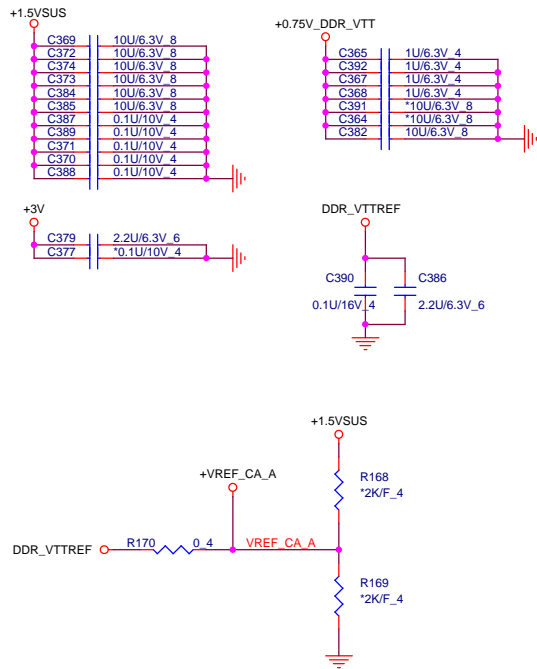 +1.5VSUS
C369 10U/6.3V_8
C372 10U/6.3V_8
C374 10U/6.3V_8
C373 10U/6.3V_8
C384 10U/6.3V_8
C385 10U/6.3V_8
C387 0.1U/10V_4
C389 0.1U/10V_4
C371 0.1U/10V_4
C370 0.1U/10V_4
C388 0.1U/10V_4
+0.75V_DDR_VTT
C365 1U/6.3V_4
C392 1U/6.3V_4
C367 1U/6.3V_4
C368 1U/6.3V_4
C391 *10U/6.3V_8
C364 *10U/6.3V_8
C382 10U/6.3V_8
+3V
C379 2.2U/6.3V_6
C377 *0.1U/10V_4
DDR_VTTREF
C390
0.1U/16V_4
C386
2.2U/6.3V_6
+1.5VSUS
+VREF_CA_A
R168
*2K/F_4
DDR_VTTREF R170 0_4 VREF_CA_A
R169
*2K/F_4